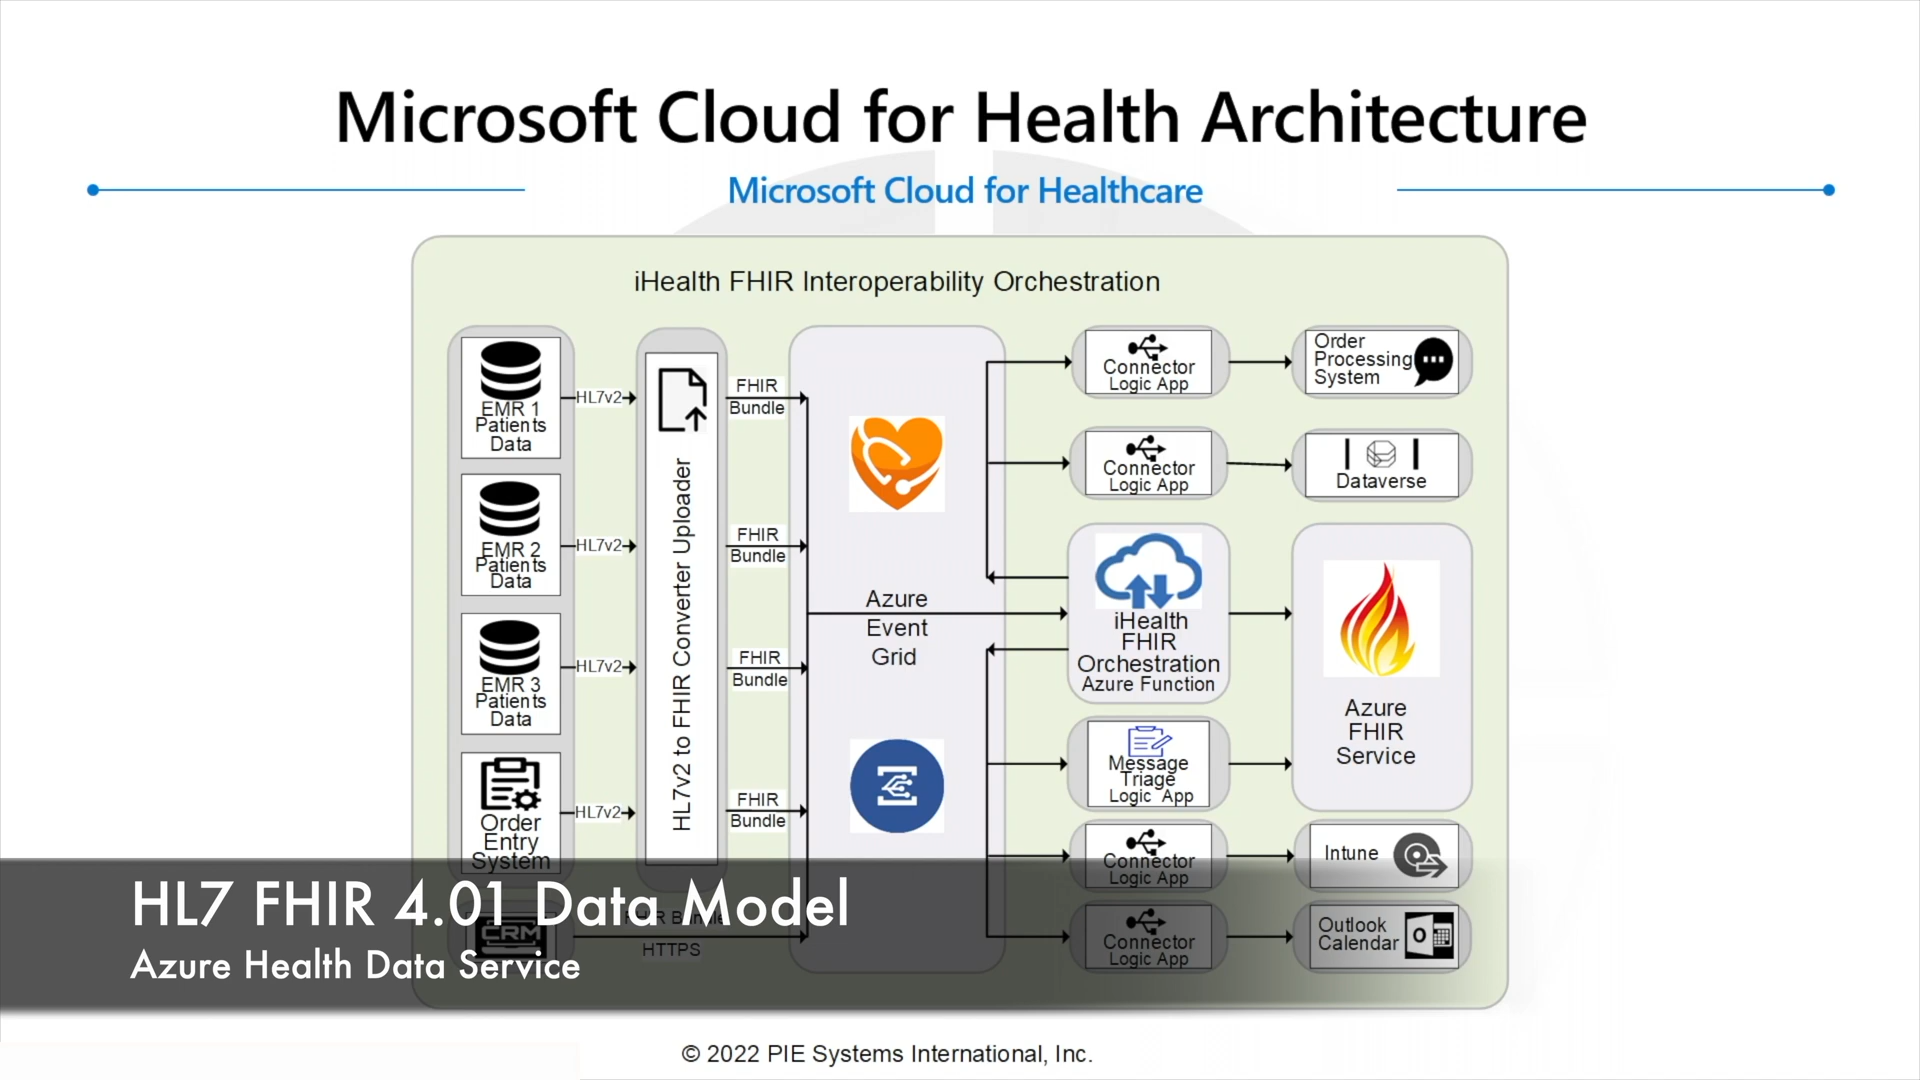 Microsoft Cloud for Health Architecture
Microsoft Cloud for Healthcare
iHealth FHIR Interoperability Orchestration
EMR 1
Patients
Data
HL7v2
EMR 2
Patients
Data
HL7v2
EMR 3
Patients
Data
HL7v2
Order
Entry
System
HL7v2
CRM
HL7v2 to FHIR Converter Uploader
FHIR
Bundle
FHIR
Bundle
FHIR
Bundle
FHIR
Bundle
FHIR Bundle
HTTPS
Azure
Event
Grid
Connector
Logic App
Order
Processing
System
Connector
Logic App
Dataverse
iHealth
FHIR
Orchestration
Azure Function
Azure
FHIR
Service
Message
Triage
Logic App
Connector
Logic App
Intune
Connector
Logic App
Outlook
Calendar
O
HL7 FHIR 4.01 Data Model
Azure Health Data Service
© 2022 PIE Systems International, Inc.